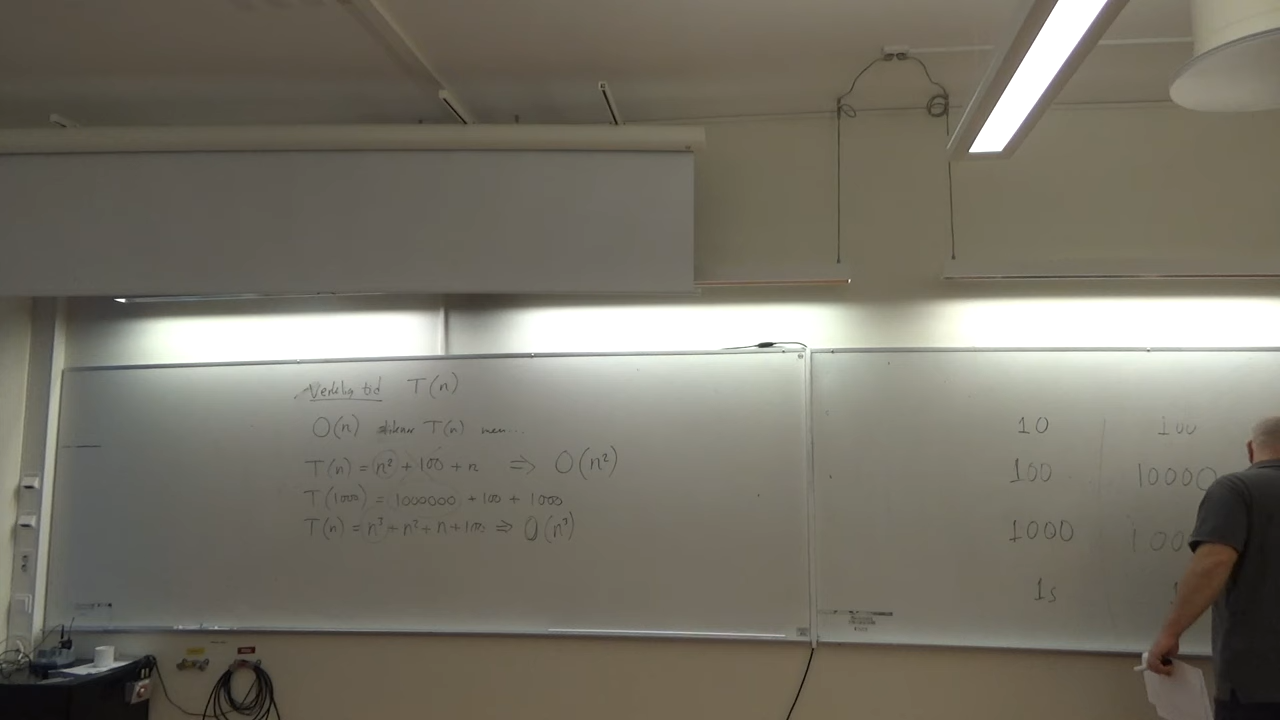 Verklig tid T(n)
O(n) T(n) men...
T(n) = n² + 100 + n ⇒ O(n²)
T(1000) = 1000000 + 100 + 1000
T(n) = n³ + n² + n + 100 ⇒ O(n³)
10 100
100 10000
1000
1s